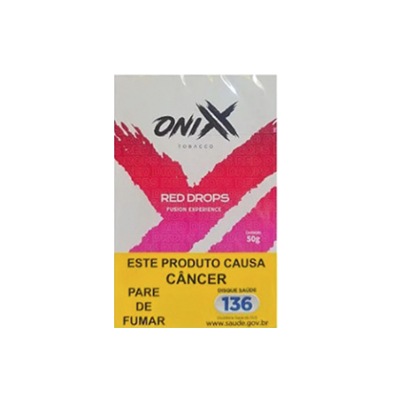 ONIX
TOBACCO
RED DROPS
FUSION EXPERIENCE
50g
ESTE PRODUTO CAUSA
CÂNCER
PARE
DE
FUMAR
DISQUE SAÚDE
136
www.saude.gov.br